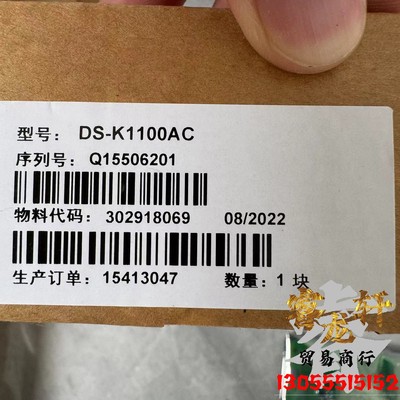 型号： DS-K1100AC
序列号： Q15506201
物料代码： 302918069 08/2022
生产订单： 15413047 数量：1 块
贸易商行
13055515152